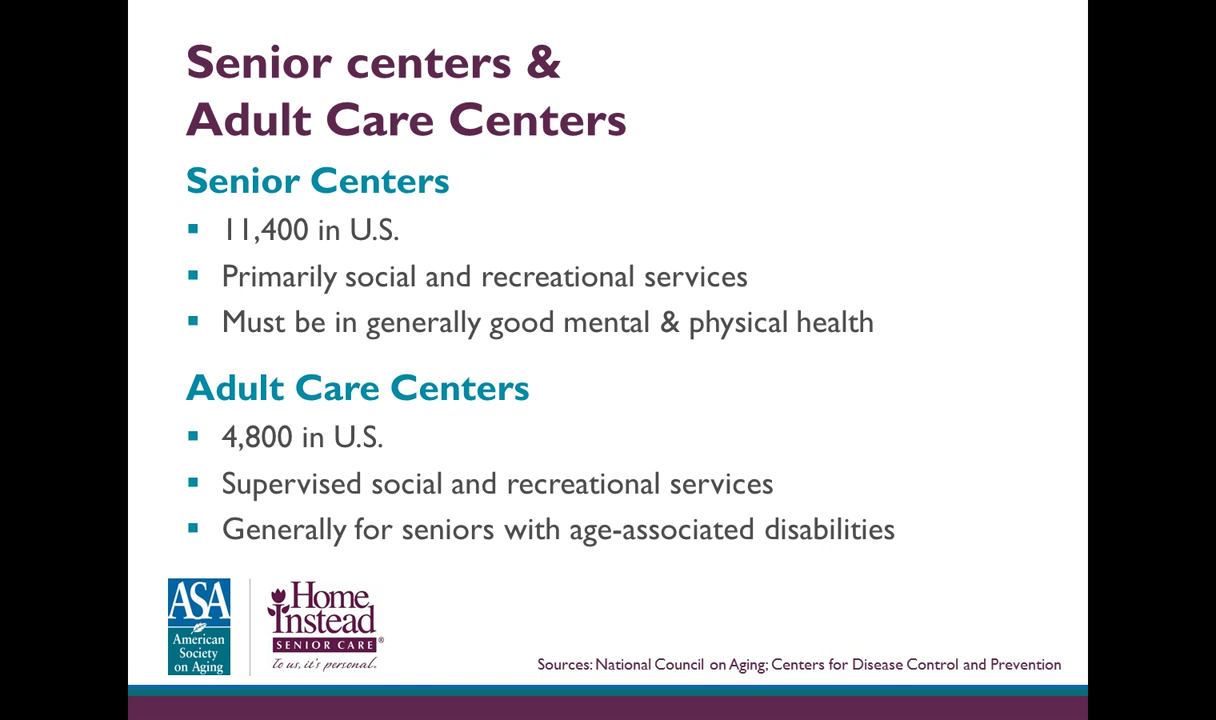 Senior centers &
Adult Care Centers
Senior Centers
▪ 11,400 in U.S.
▪ Primarily social and recreational services
▪ Must be in generally good mental & physical health
Adult Care Centers
▪ 4,800 in U.S.
▪ Supervised social and recreational services
▪ Generally for seniors with age-associated disabilities
ASA
American
Society
on Aging
Home
Instead
SENIOR CARE®
To us, it's personal.
Sources: National Council on Aging; Centers for Disease Control and Prevention